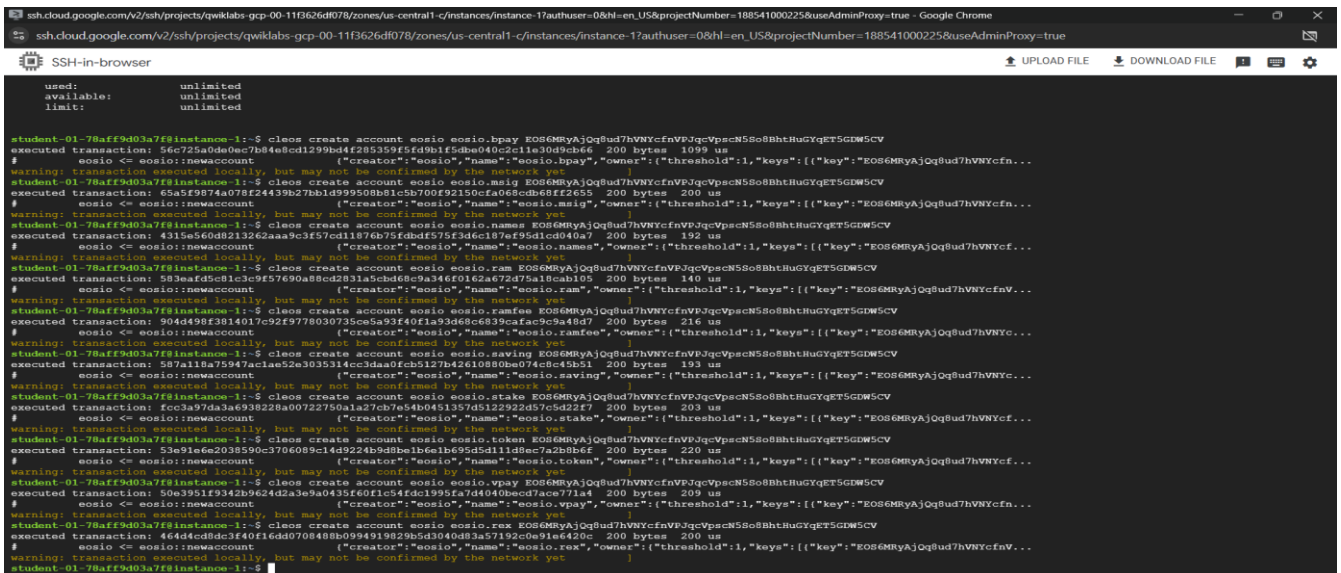 ssh.cloud.google.com/v2/ssh/projects/qwiklabs-gcp-00-11f3626df078/zones/us-central1-c/instances/instance-1?authuser=0&hl=en_US&projectNumber=188541000225&useAdminProxy=true - Google Chrome
ssh.cloud.google.com/v2/ssh/projects/qwiklabs-gcp-00-11f3626df078/zones/us-central1-c/instances/instance-1?authuser=0&hl=en_US&projectNumber=188541000225&useAdminProxy=true
SSH-in-browser UPLOAD FILE DOWNLOAD FILE
used: unlimited
available: unlimited
limit: unlimited
student-01-78aff9d03a7f@instance-1:~$ cleos create account eosio eosio.bpay EOS6MRyAjQq8ud7hVNYcfnVPJqcVpscN5So8BhtHuGYqET5GDW5CV
executed transaction: 56c725a0de0ec7b84e8cd1299bd4f285359f5fd9b1f5dbe040c2c11e30d9cb66 200 bytes 1099 us
# eosio <= eosio::newaccount {"creator":"eosio","name":"eosio.bpay","owner":{"threshold":1,"keys":[{"key":"EOS6MRyAjQq8ud7hVNYcfn...
warning: transaction executed locally, but may not be confirmed by the network yet ]
student-01-78aff9d03a7f@instance-1:~$ cleos create account eosio eosio.msig EOS6MRyAjQq8ud7hVNYcfnVPJqcVpscN5So8BhtHuGYqET5GDW5CV
executed transaction: 65a5f9874a078f24439b27bb1d999508b81c5b700f92150cfa068cdb68ff2655 200 bytes 200 us
# eosio <= eosio::newaccount {"creator":"eosio","name":"eosio.msig","owner":{"threshold":1,"keys":[{"key":"EOS6MRyAjQq8ud7hVNYcfn...
warning: transaction executed locally, but may not be confirmed by the network yet ]
student-01-78aff9d03a7f@instance-1:~$ cleos create account eosio eosio.names EOS6MRyAjQq8ud7hVNYcfnVPJqcVpscN5So8BhtHuGYqET5GDW5CV
executed transaction: 4315e560d8213262aaa9c3f57cd11876b75fdbdf575f3d6c187ef95d1cd040a7 200 bytes 192 us
# eosio <= eosio::newaccount {"creator":"eosio","name":"eosio.names","owner":{"threshold":1,"keys":[{"key":"EOS6MRyAjQq8ud7hVNYcf...
warning: transaction executed locally, but may not be confirmed by the network yet ]
student-01-78aff9d03a7f@instance-1:~$ cleos create account eosio eosio.ram EOS6MRyAjQq8ud7hVNYcfnVPJqcVpscN5So8BhtHuGYqET5GDW5CV
executed transaction: 583eafd5c81c3c9f57690a88cd2831a5cbd68c9a346f0162a672d75a18cab105 200 bytes 140 us
# eosio <= eosio::newaccount {"creator":"eosio","name":"eosio.ram","owner":{"threshold":1,"keys":[{"key":"EOS6MRyAjQq8ud7hVNYcfnV...
warning: transaction executed locally, but may not be confirmed by the network yet ]
student-01-78aff9d03a7f@instance-1:~$ cleos create account eosio eosio.ramfee EOS6MRyAjQq8ud7hVNYcfnVPJqcVpscN5So8BhtHuGYqET5GDW5CV
executed transaction: 904d498f3814017c92f9778030735ce5a93f40f1a93d68c6839cafac9c9a48d7 200 bytes 216 us
# eosio <= eosio::newaccount {"creator":"eosio","name":"eosio.ramfee","owner":{"threshold":1,"keys":[{"key":"EOS6MRyAjQq8ud7hVNYc...
warning: transaction executed locally, but may not be confirmed by the network yet ]
student-01-78aff9d03a7f@instance-1:~$ cleos create account eosio eosio.saving EOS6MRyAjQq8ud7hVNYcfnVPJqcVpscN5So8BhtHuGYqET5GDW5CV
executed transaction: 587a118a75947ac1ae52e3035314cc3daa0fcb5127b42610880be074c8c45b51 200 bytes 193 us
# eosio <= eosio::newaccount {"creator":"eosio","name":"eosio.saving","owner":{"threshold":1,"keys":[{"key":"EOS6MRyAjQq8ud7hVNYc...
warning: transaction executed locally, but may not be confirmed by the network yet ]
student-01-78aff9d03a7f@instance-1:~$ cleos create account eosio eosio.stake EOS6MRyAjQq8ud7hVNYcfnVPJqcVpscN5So8BhtHuGYqET5GDW5CV
executed transaction: fcc3a97da3a6938228a00722750a1a27cb7e54b0451357d5122922d57c5d22f7 200 bytes 203 us
# eosio <= eosio::newaccount {"creator":"eosio","name":"eosio.stake","owner":{"threshold":1,"keys":[{"key":"EOS6MRyAjQq8ud7hVNYcf...
warning: transaction executed locally, but may not be confirmed by the network yet ]
student-01-78aff9d03a7f@instance-1:~$ cleos create account eosio eosio.token EOS6MRyAjQq8ud7hVNYcfnVPJqcVpscN5So8BhtHuGYqET5GDW5CV
executed transaction: 53e91e6e2038590c3706089c14d9224b9d8be1b6e1b695d5d111d8ec7a2b8b6f 200 bytes 220 us
# eosio <= eosio::newaccount {"creator":"eosio","name":"eosio.token","owner":{"threshold":1,"keys":[{"key":"EOS6MRyAjQq8ud7hVNYcf...
warning: transaction executed locally, but may not be confirmed by the network yet ]
student-01-78aff9d03a7f@instance-1:~$ cleos create account eosio eosio.vpay EOS6MRyAjQq8ud7hVNYcfnVPJqcVpscN5So8BhtHuGYqET5GDW5CV
executed transaction: 50e3951f9342b9624d2a3e9a0435f60f1c54fdc1995fa7d4040becd7ace771a4 200 bytes 209 us
# eosio <= eosio::newaccount {"creator":"eosio","name":"eosio.vpay","owner":{"threshold":1,"keys":[{"key":"EOS6MRyAjQq8ud7hVNYcfn...
warning: transaction executed locally, but may not be confirmed by the network yet ]
student-01-78aff9d03a7f@instance-1:~$ cleos create account eosio eosio.rex EOS6MRyAjQq8ud7hVNYcfnVPJqcVpscN5So8BhtHuGYqET5GDW5CV
executed transaction: 464d4cd8dc3f40f16dd0708488b0994919829b5d3040d83a57192c0e91e6420c 200 bytes 200 us
# eosio <= eosio::newaccount {"creator":"eosio","name":"eosio.rex","owner":{"threshold":1,"keys":[{"key":"EOS6MRyAjQq8ud7hVNYcfnV...
warning: transaction executed locally, but may not be confirmed by the network yet ]
student-01-78aff9d03a7f@instance-1:~$